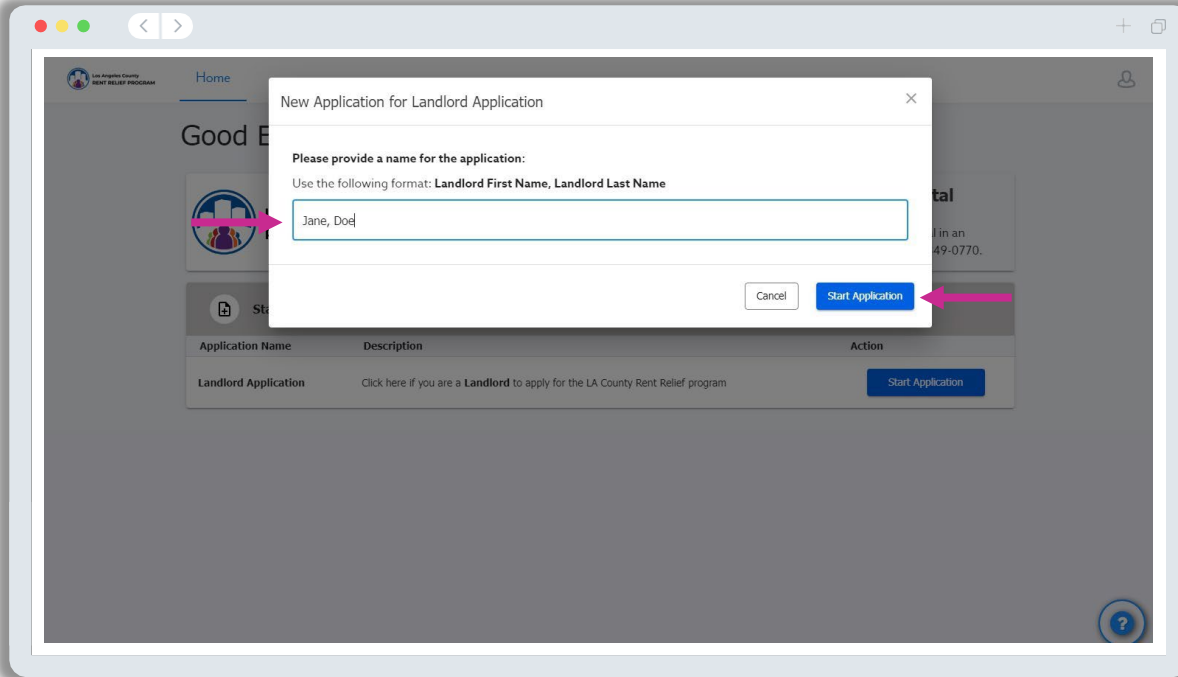 Los Angeles County
RENT RELIEF PROGRAM
Home
New Application for Landlord Application
Good E
Please provide a name for the application:
Use the following format: Landlord First Name, Landlord Last Name
Jane, Doe
tal
l in an
49-0770.
Cancel
Start Application
Sta
Application Name Description Action
Landlord Application Click here if you are a Landlord to apply for the LA County Rent Relief program Start Application
?